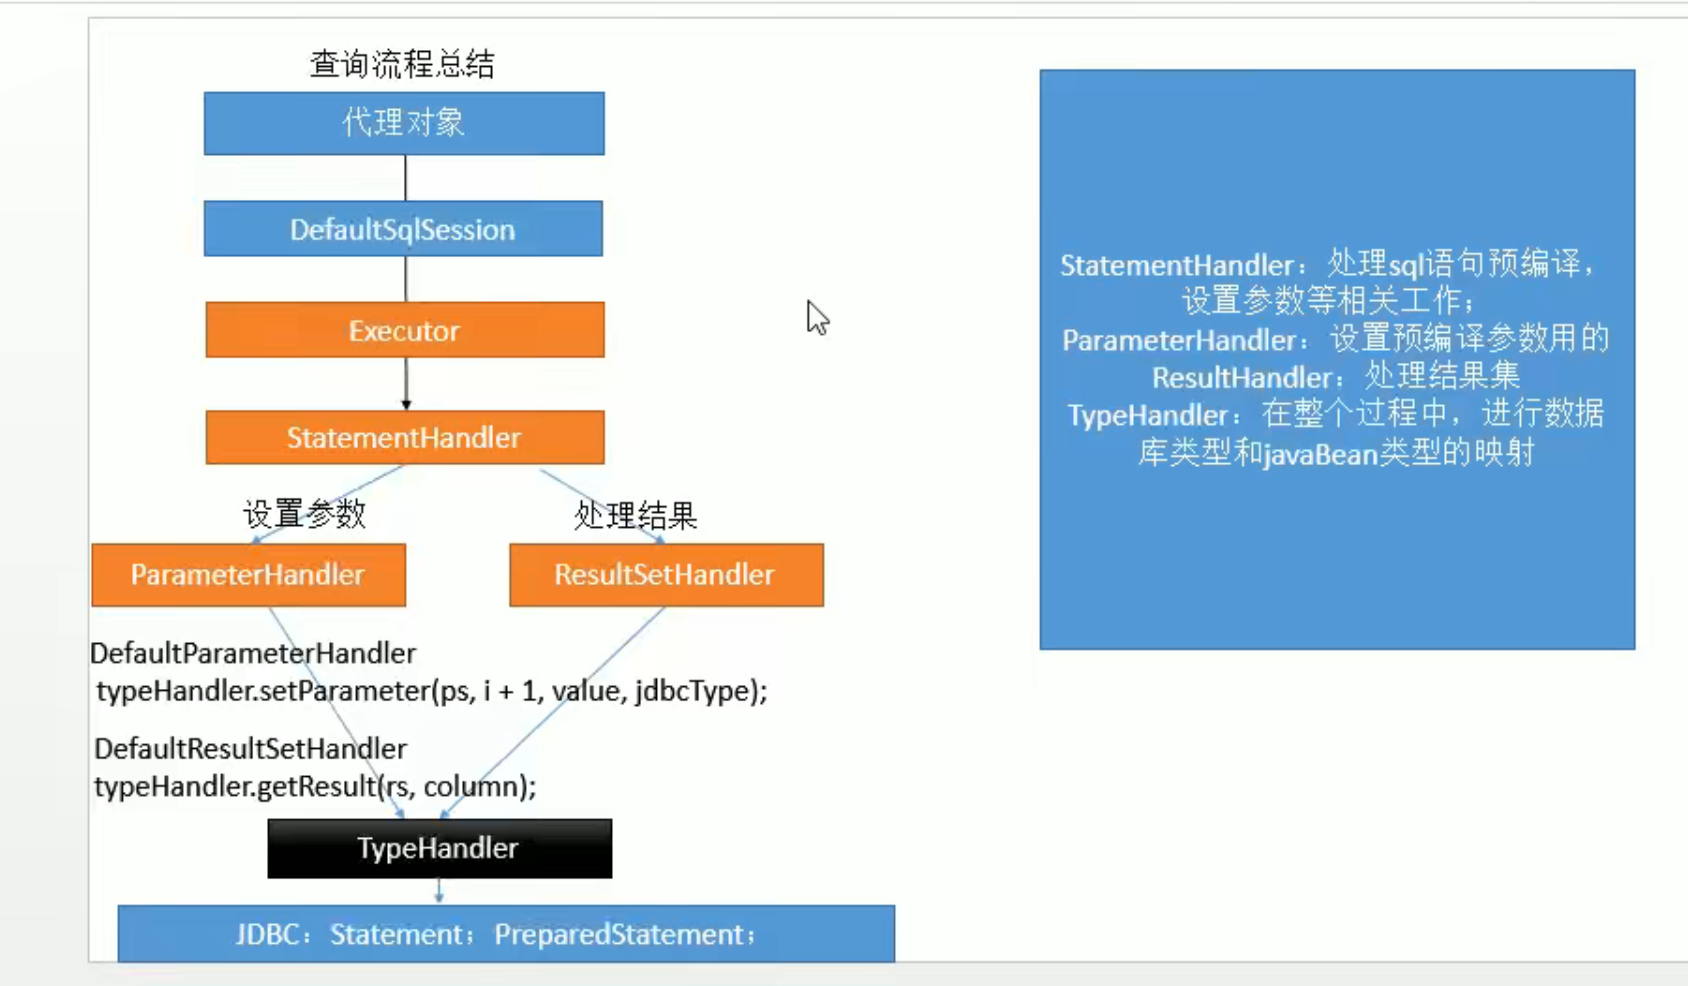 查询流程总结
代理对象
DefaultSqlSession
Executor
StatementHandler
设置参数
处理结果
ParameterHandler
ResultSetHandler
DefaultParameterHandler
typeHandler.setParameter(ps, i + 1, value, jdbcType);
DefaultResultSetHandler
typeHandler.getResult(rs, column);
TypeHandler
JDBC：Statement；PreparedStatement；
StatementHandler：处理sql语句预编译，
设置参数等相关工作；
ParameterHandler：设置预编译参数用的
ResultHandler：处理结果集
TypeHandler：在整个过程中，进行数据
库类型和javaBean类型的映射